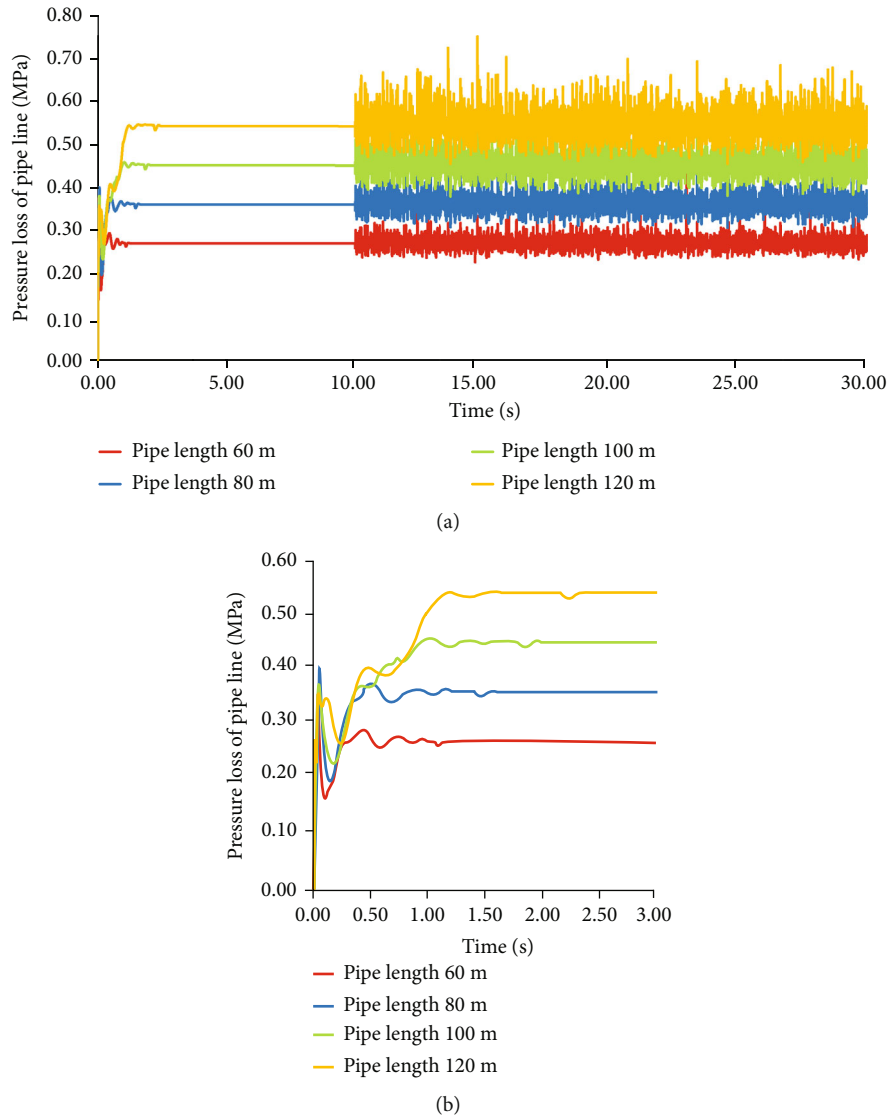 0.80
0.70
0.60
0.50
0.40
0.30
0.20
0.10
0.00
Pressure loss of pipe line (MPa)
0.00 5.00 10.00 15.00 20.00 25.00 30.00
Time (s)
Pipe length 60 m
Pipe length 80 m
Pipe length 100 m
Pipe length 120 m
(a)
0.60
0.50
0.40
0.30
0.20
0.10
0.00
Pressure loss of pipe line (MPa)
0.00 0.50 1.00 1.50 2.00 2.50 3.00
Time (s)
Pipe length 60 m
Pipe length 80 m
Pipe length 100 m
Pipe length 120 m
(b)